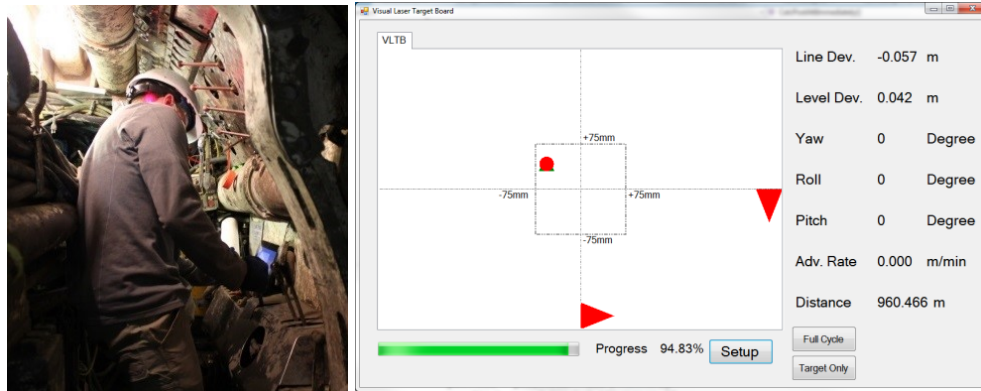 Visual Laser Target Board
VLTB
+75mm
-75mm
+75mm
-75mm
Line Dev. -0.057 m
Level Dev. 0.042 m
Yaw 0 Degree
Roll 0 Degree
Pitch 0 Degree
Adv. Rate 0.000 m/min
Distance 960.466 m
Progress 94.83% Setup
Full Cycle
Target Only